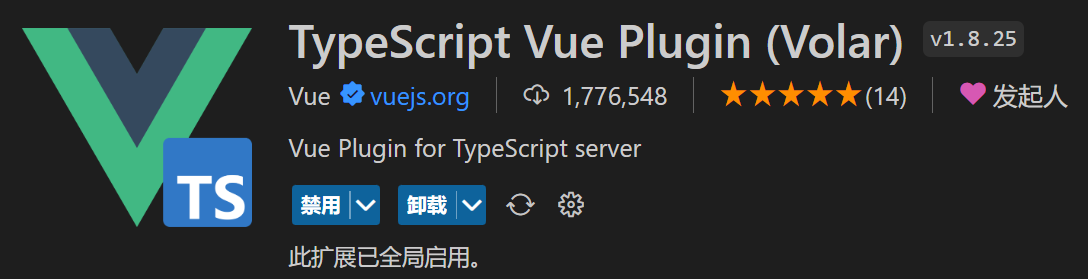 TypeScript Vue Plugin (Volar) v1.8.25
Vue vuejs.org 1,776,548 ★★★★★(14) 发起人
Vue Plugin for TypeScript server
TS
禁用 卸载
此扩展已全局启用。